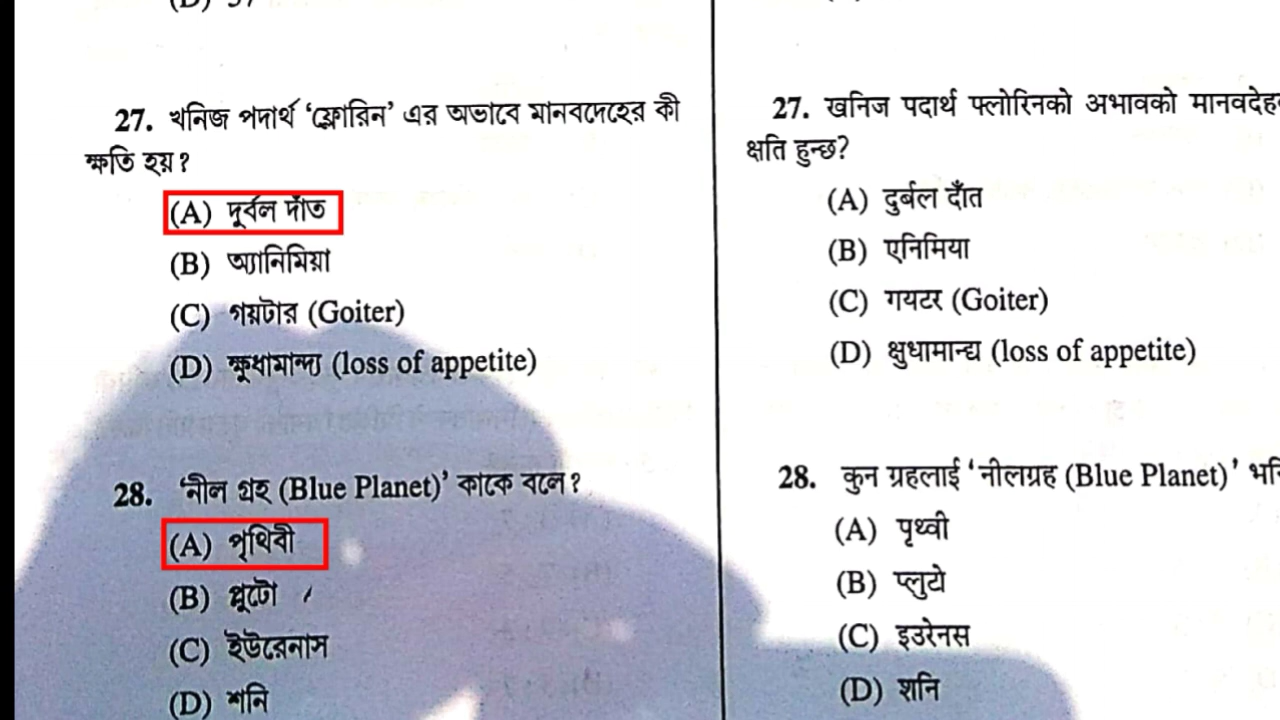 27. খনিজ পদার্থ ‘ফ্লোরিন’ এর অভাবে মানবদেহের কী
ক্ষতি হয়?
(A) দুর্বল দাঁত
(B) অ্যানিমিয়া
(C) গয়টার (Goiter)
(D) ক্ষুধামান্দ্য (loss of appetite)
28. ‘নীল গ্রহ (Blue Planet)’ কাকে বলে?
(A) পৃথিবী
(B) প্লুটো
(C) ইউরেনাস
(D) শনি
27. खनिज पदार्थ फ्लोरिनको अभावको मानवदेह
क्षति हुन्छ?
(A) दुर्बल दाँत
(B) एनिमिया
(C) गयटर (Goiter)
(D) क्षुधामान्द्य (loss of appetite)
28. कुन ग्रहलाई ‘नीलग्रह (Blue Planet)’
(A) पृथ्वी
(B) प्लुटो
(C) इउरेनस
(D) शनि